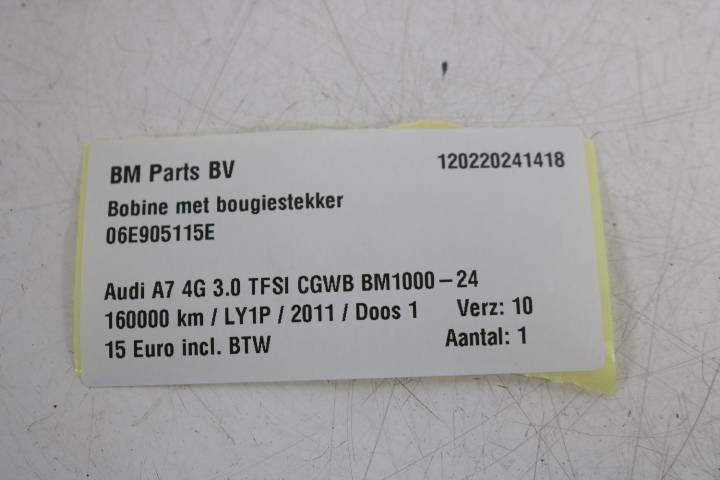 BM Parts BV 120220241418
Bobine met bougiestekker
06E905115E
Audi A7 4G 3.0 TFSI CGWB BM1000-24
160000 km / LY1P / 2011 / Doos 1 Verz: 10
15 Euro incl. BTW Aantal: 1